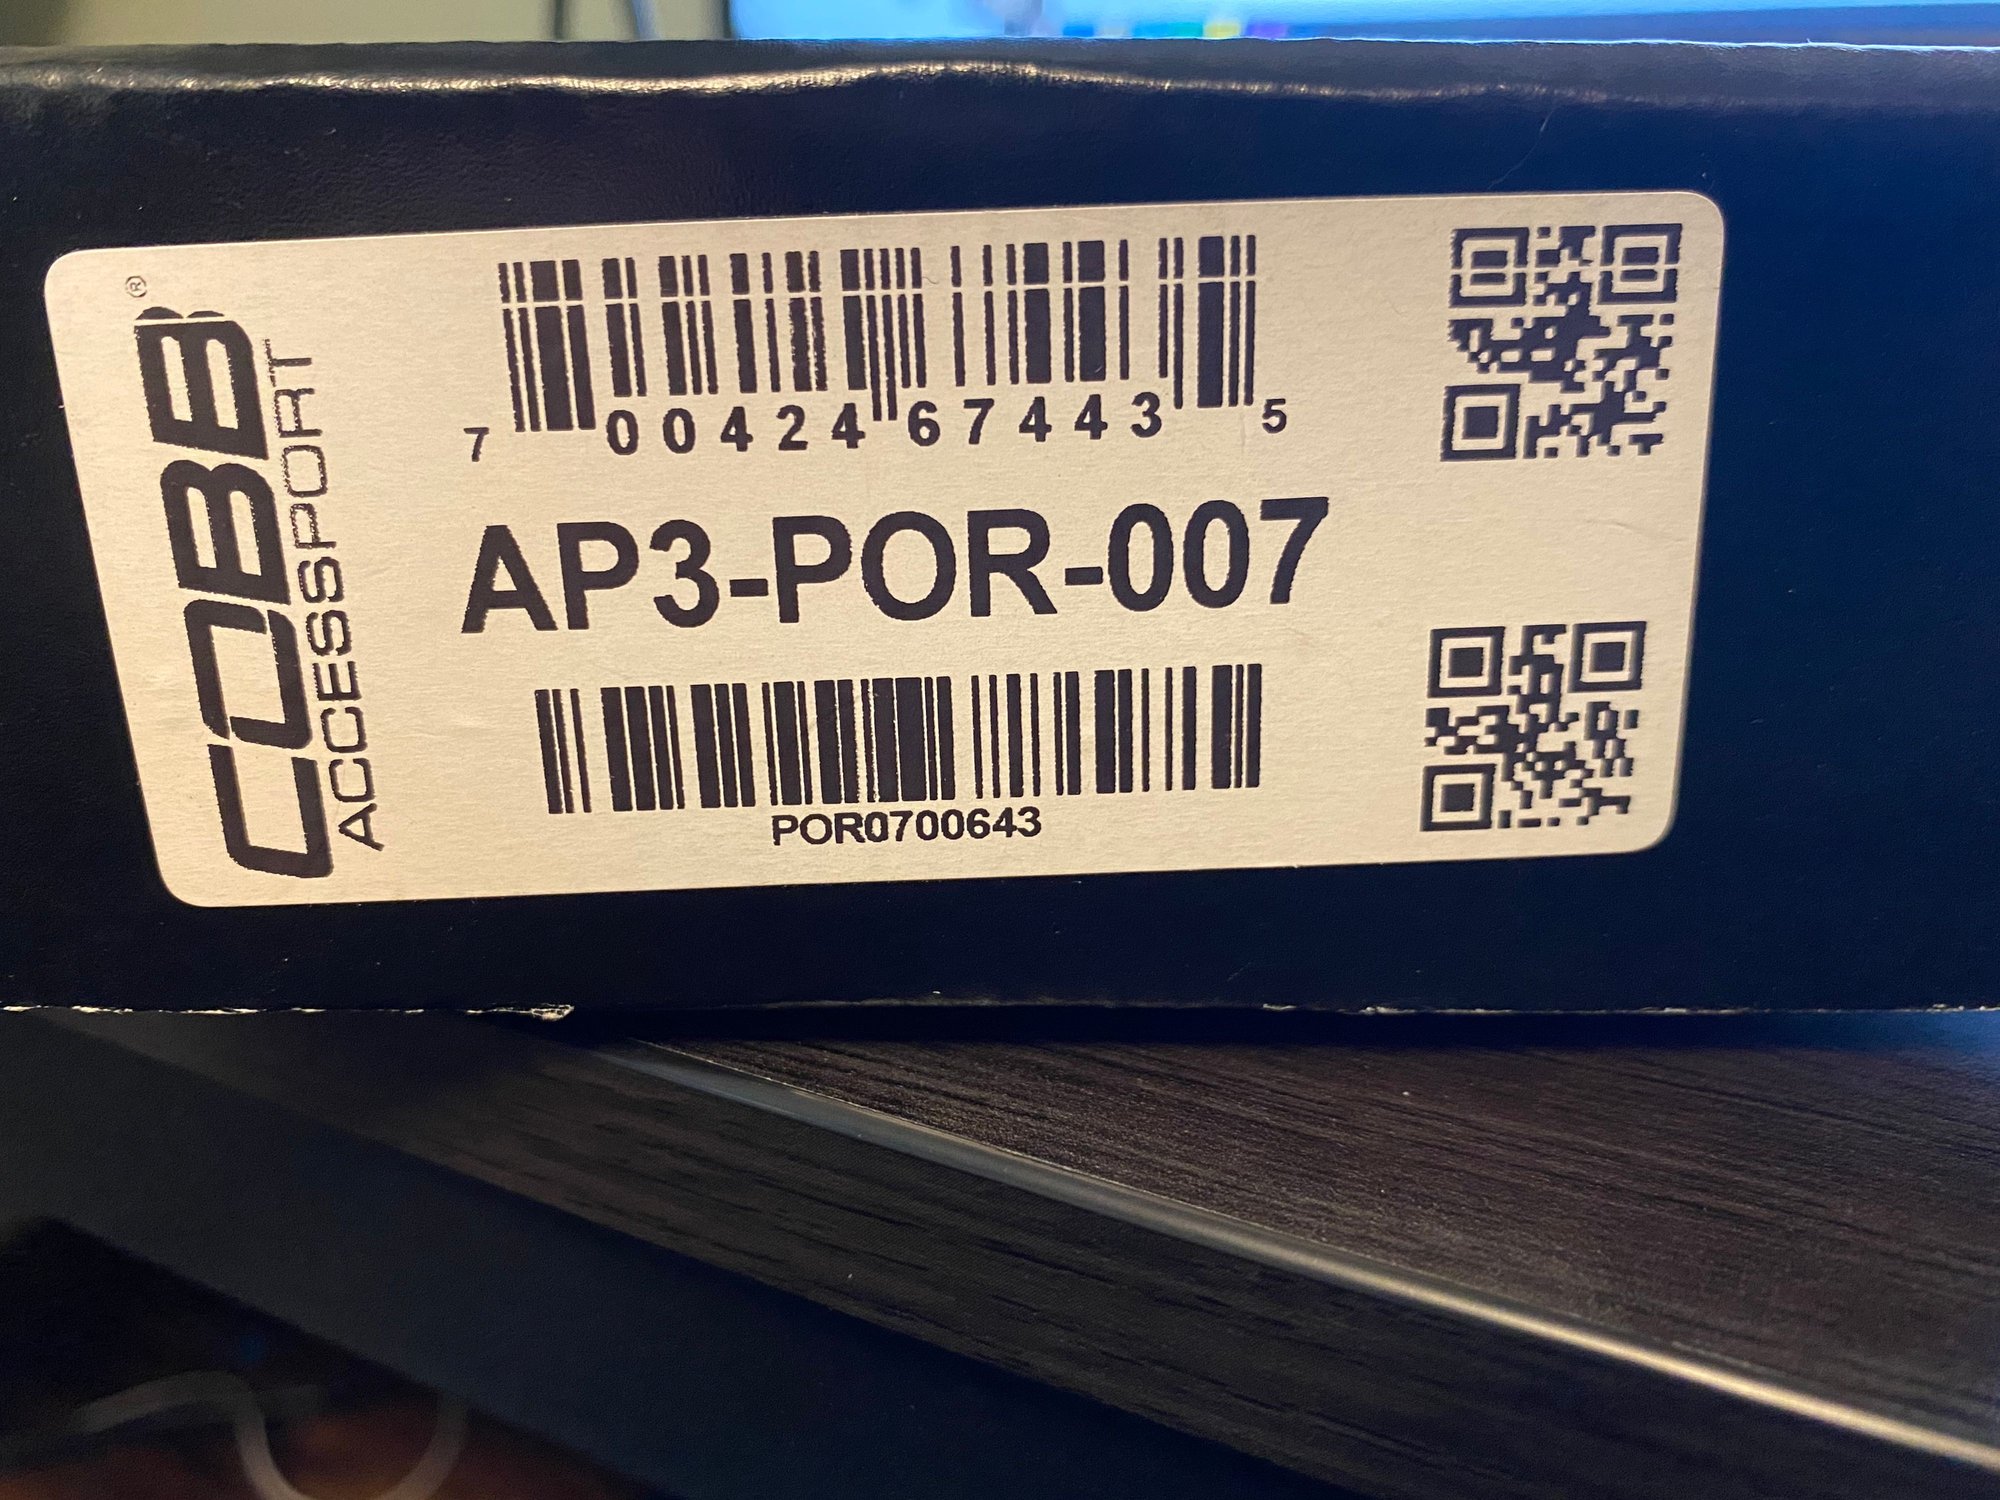 COBB®
ACCESSPORT
7 00424 67443 5
AP3-POR-007
POR0700643